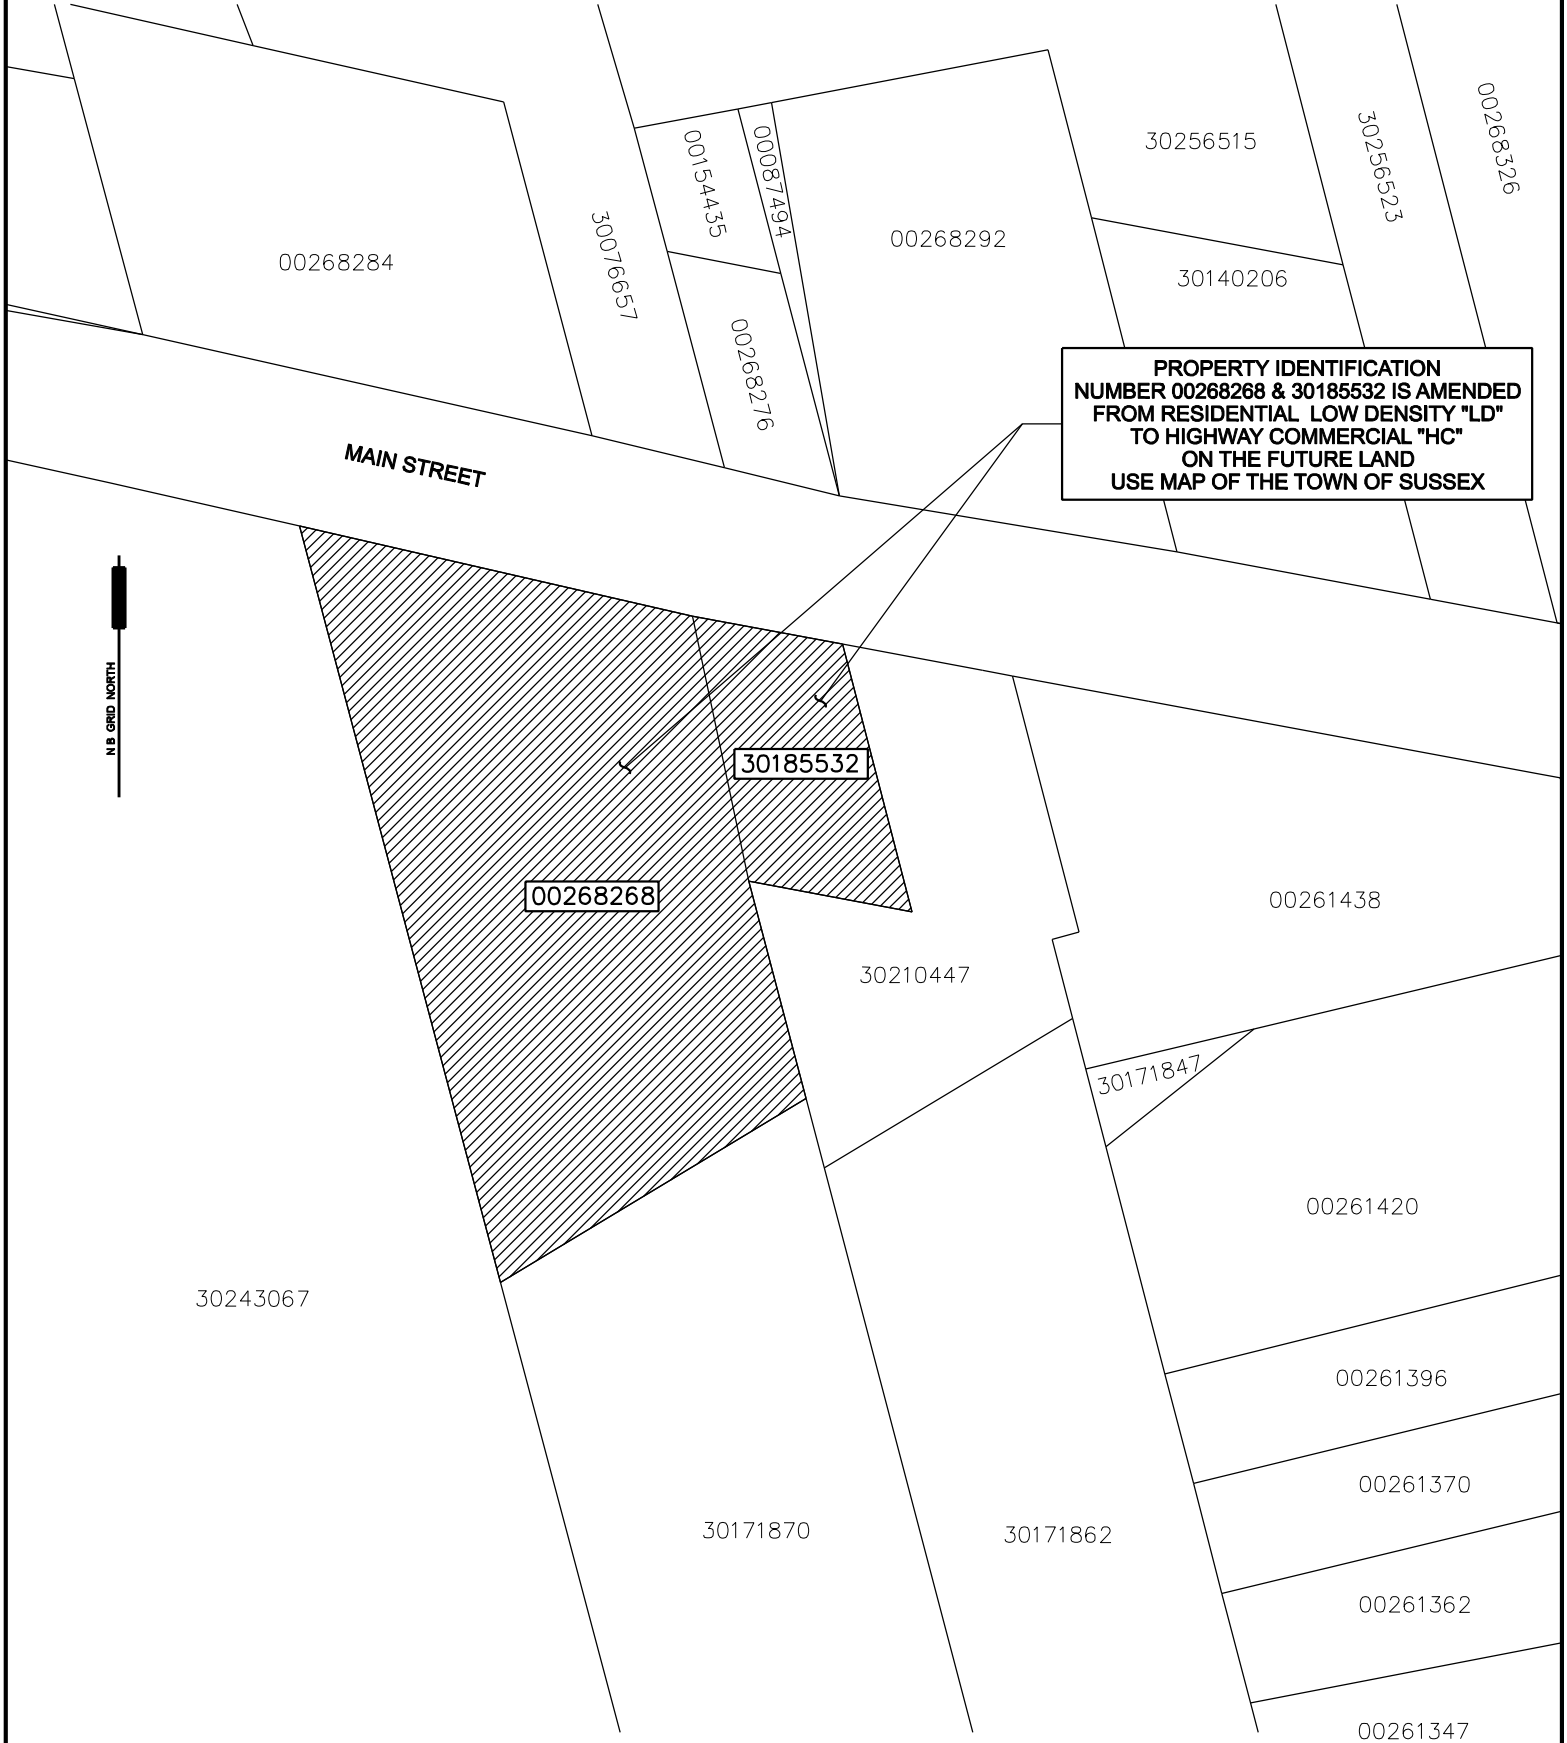 00268326
30256515
30256523
00154435
00087494
00268292
00268284
30076657
30140206
00268276
PROPERTY IDENTIFICATION
NUMBER 00268268 & 30185532 IS AMENDED
FROM RESIDENTIAL LOW DENSITY "LD"
TO HIGHWAY COMMERCIAL "HC"
ON THE FUTURE LAND
USE MAP OF THE TOWN OF SUSSEX
MAIN STREET
N B GRID NORTH
30185532
00268268
00261438
30210447
30171847
00261420
30243067
00261396
00261370
30171870
30171862
00261362
00261347